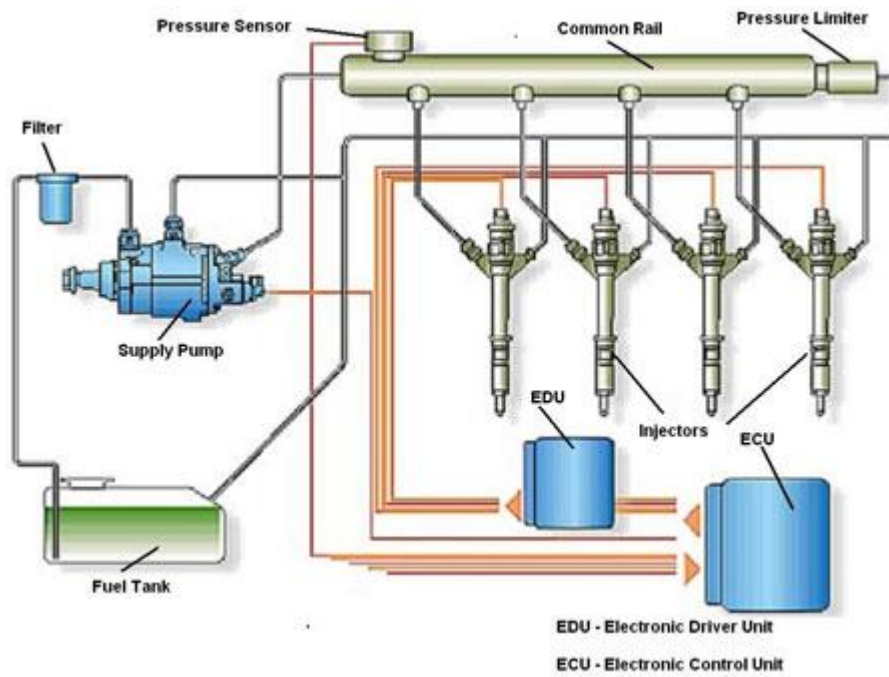 Pressure Sensor
Common Rail
Pressure Limiter
Filter
Supply Pump
EDU
Injectors
ECU
Fuel Tank
EDU - Electronic Driver Unit
ECU - Electronic Control Unit